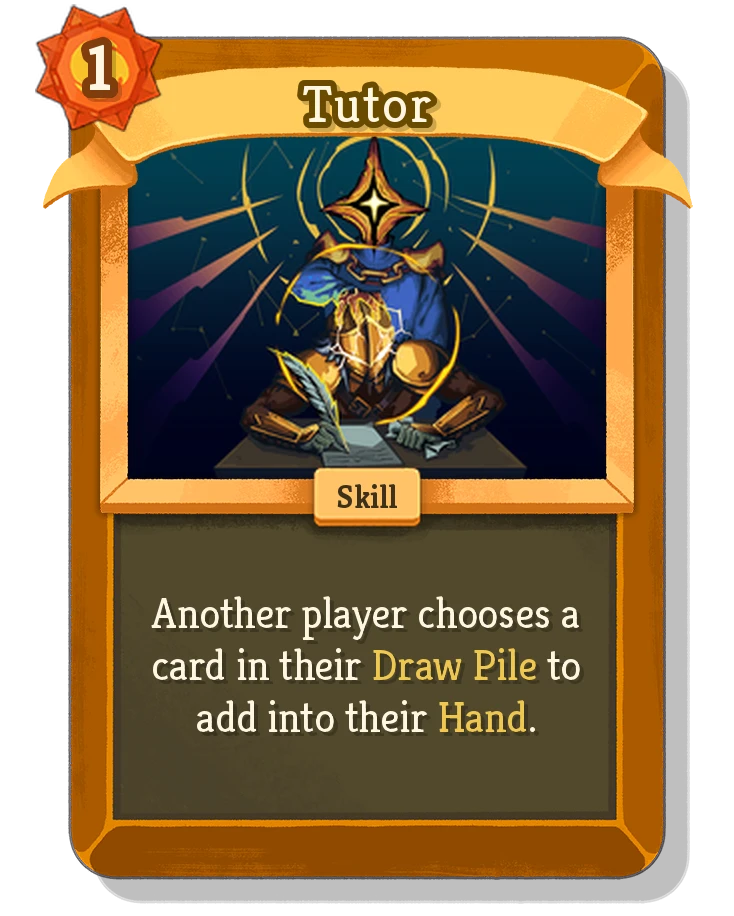 1
Tutor
Skill
Another player chooses a
card in their Draw Pile to
add into their Hand.